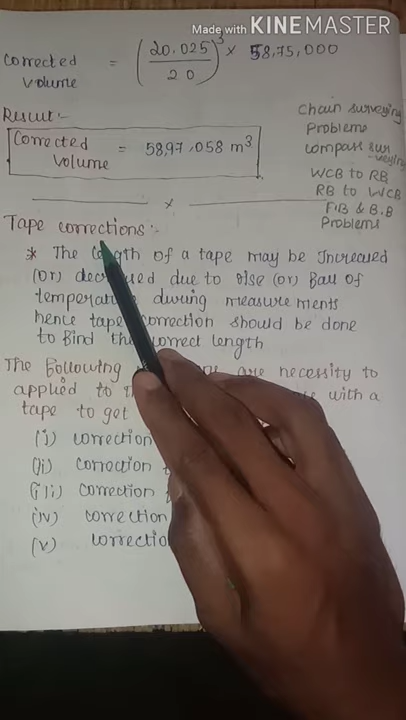 Made with KINEMASTER
corrected volume = (20.025 / 20)³ × 58,75,000
Result :-
corrected volume = 58,97,058 m³
chain surveying
Problems
compass sur
-veying
WCB to RB
RB to WCB
F.B & B.B
Problems
x
Tape corrections :-
* The length of a tape may be Increased
(or) due to rise (or) fall of
temperature during measurements
hence tape correction should be done
to find the correct length
The following are necessity to
applied to with a
tape to get
(i) correction
(ii) correction
(iii) correction
(iv) correction
(v)